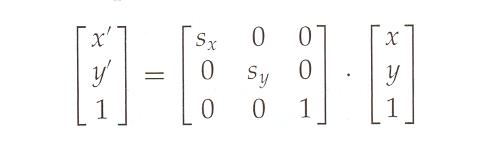 [x′] [s_x 0 0] [x]
[y′] = [0 s_y 0] · [y]
[1] [0 0 1] [1]